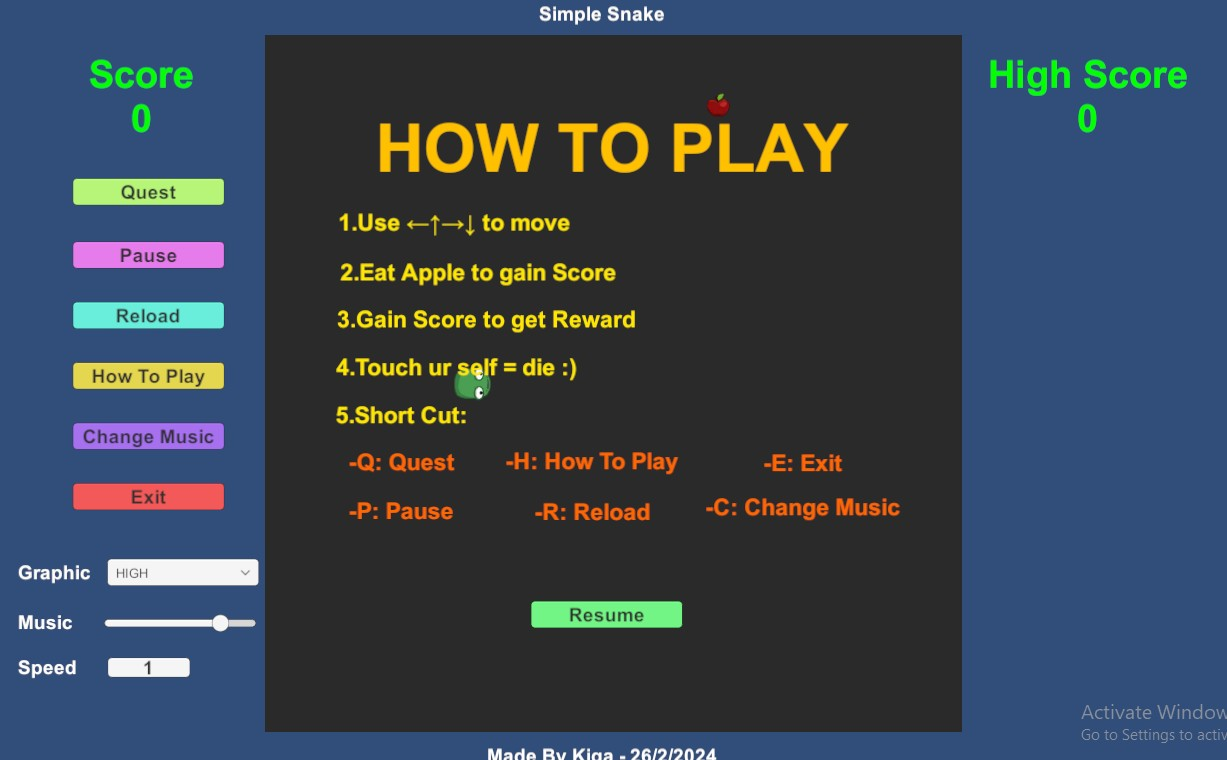 Simple Snake
Score
0
High Score
0
Quest
Pause
Reload
How To Play
Change Music
Exit
Graphic HIGH
Music
Speed 1
HOW TO PLAY
1.Use ←↑→↓ to move
2.Eat Apple to gain Score
3.Gain Score to get Reward
4.Touch ur self = die :)
5.Short Cut:
-Q: Quest -H: How To Play -E: Exit
-P: Pause -R: Reload -C: Change Music
Resume
Activate Window
Go to Settings to activ
Made By Kiga - 26/2/2024